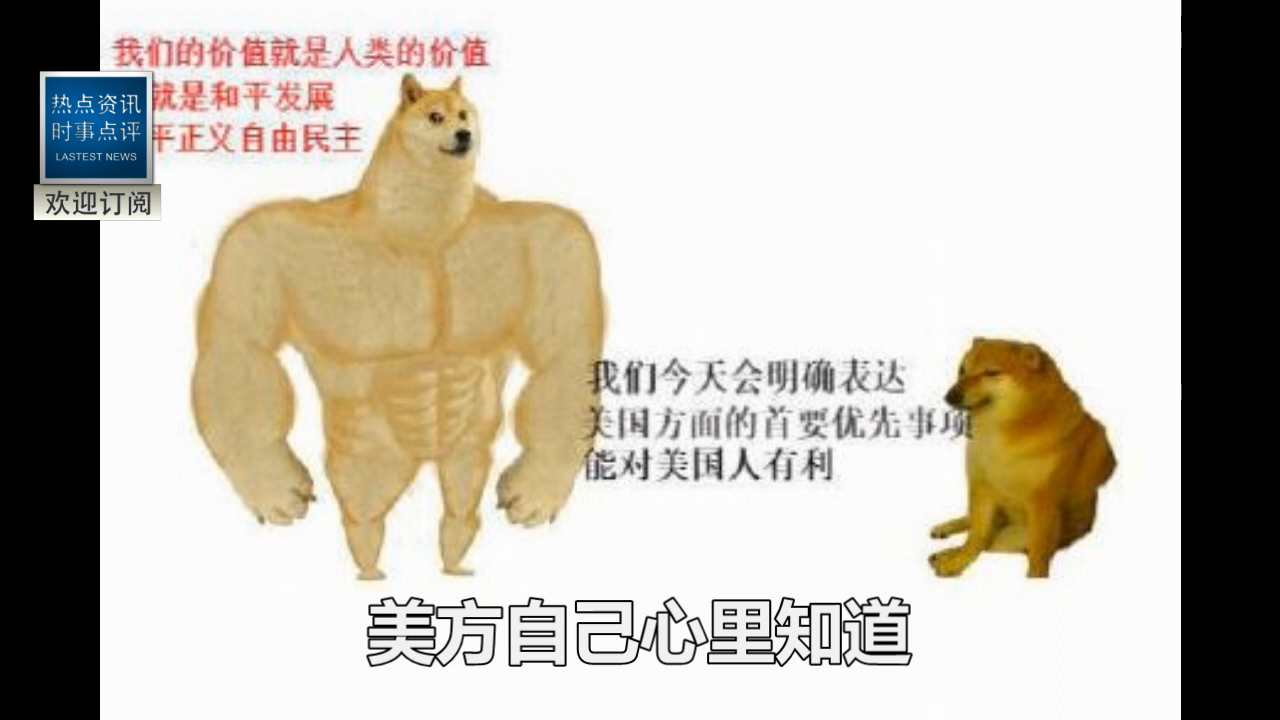 我们的价值就是人类的价值
就是和平发展
平正义自由民主
热点资讯
时事点评
LASTEST NEWS
欢迎订阅
我们今天会明确表达
美国方面的首要优先事项
能对美国人有利
美方自己心里知道